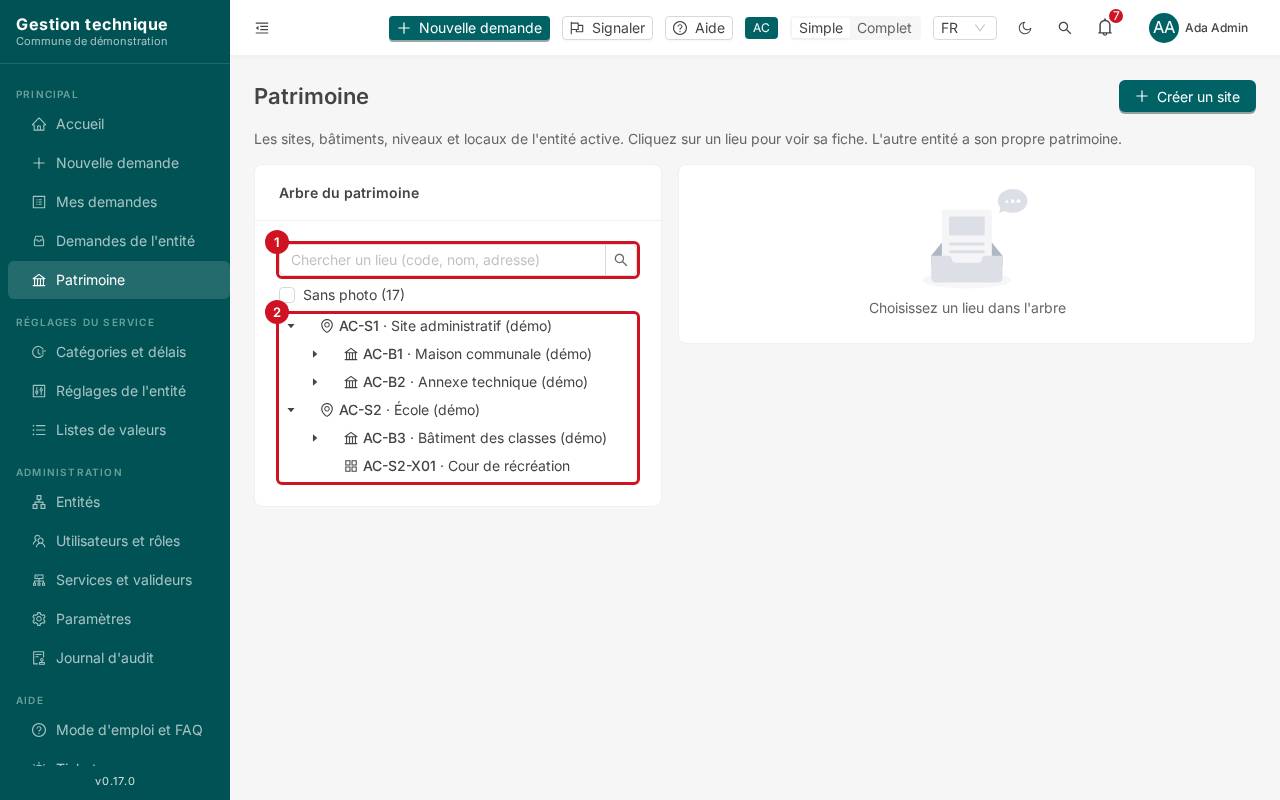 Gestion technique
Commune de démonstration
PRINCIPAL
Accueil
Nouvelle demande
Mes demandes
Demandes de l'entité
Patrimoine
RÉGLAGES DU SERVICE
Catégories et délais
Réglages de l'entité
Listes de valeurs
ADMINISTRATION
Entités
Utilisateurs et rôles
Services et valideurs
Paramètres
Journal d'audit
AIDE
Mode d'emploi et FAQ
v0.17.0
Nouvelle demande
Signaler
Aide
AC
Simple Complet
FR
7
AA Ada Admin
Patrimoine
Créer un site
Les sites, bâtiments, niveaux et locaux de l'entité active. Cliquez sur un lieu pour voir sa fiche. L'autre entité a son propre patrimoine.
Arbre du patrimoine
1
Chercher un lieu (code, nom, adresse)
Sans photo (17)
2
AC-S1 · Site administratif (démo)
AC-B1 · Maison communale (démo)
AC-B2 · Annexe technique (démo)
AC-S2 · École (démo)
AC-B3 · Bâtiment des classes (démo)
AC-S2-X01 · Cour de récréation
Choisissez un lieu dans l'arbre